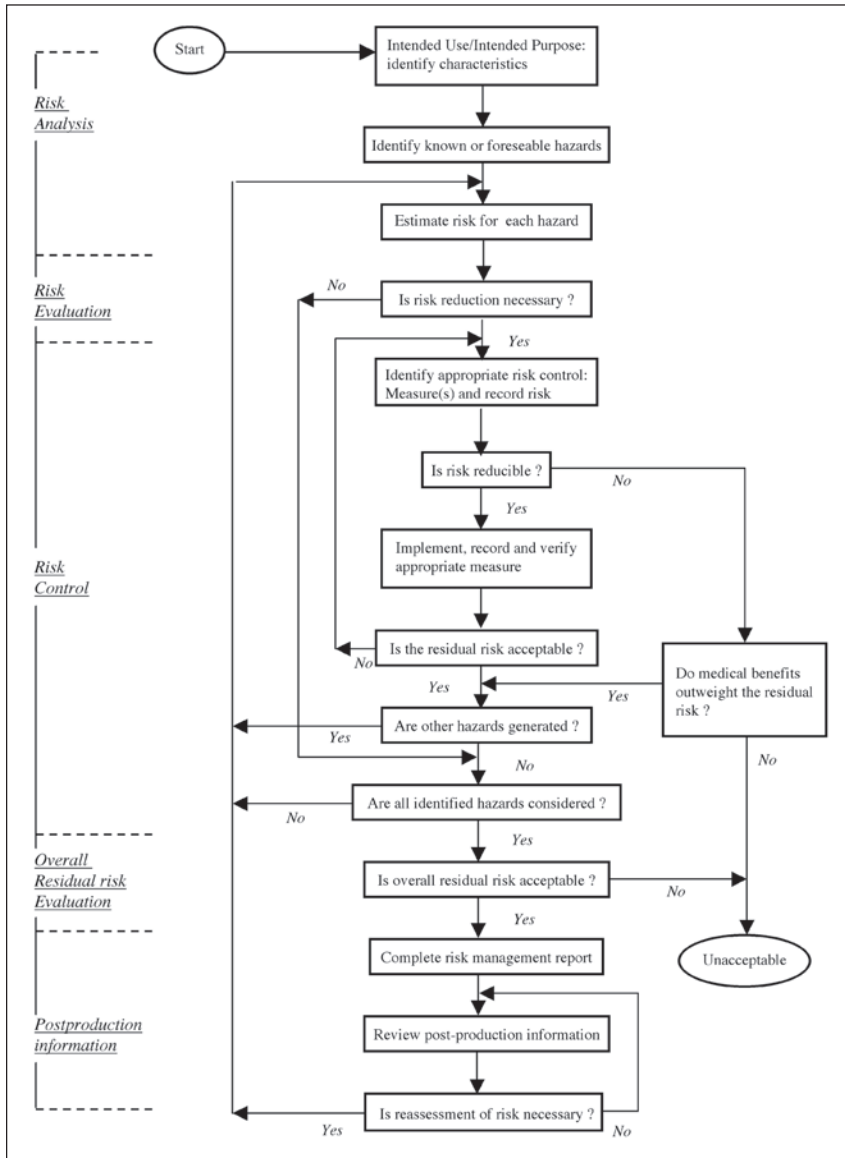 Start
Intended Use/Intended Purpose:
identify characteristics
Risk
Analysis
Identify known or foreseable hazards
Estimate risk for each hazard
Risk
Evaluation
No
Is risk reduction necessary ?
Yes
Identify appropriate risk control:
Measure(s) and record risk
Is risk reducible ?
No
Yes
Implement, record and verify
appropriate measure
Risk
Control
Is the residual risk acceptable ?
No
Do medical benefits
outweight the residual
risk ?
Yes
Yes
Are other hazards generated ?
Yes
No
No
Are all identified hazards considered ?
No
Yes
Overall
Residual risk
Evaluation
Is overall residual risk acceptable ?
No
Yes
Complete risk management report
Unacceptable
Postproduction
information
Review post-production information
Is reassessment of risk necessary ?
Yes
No